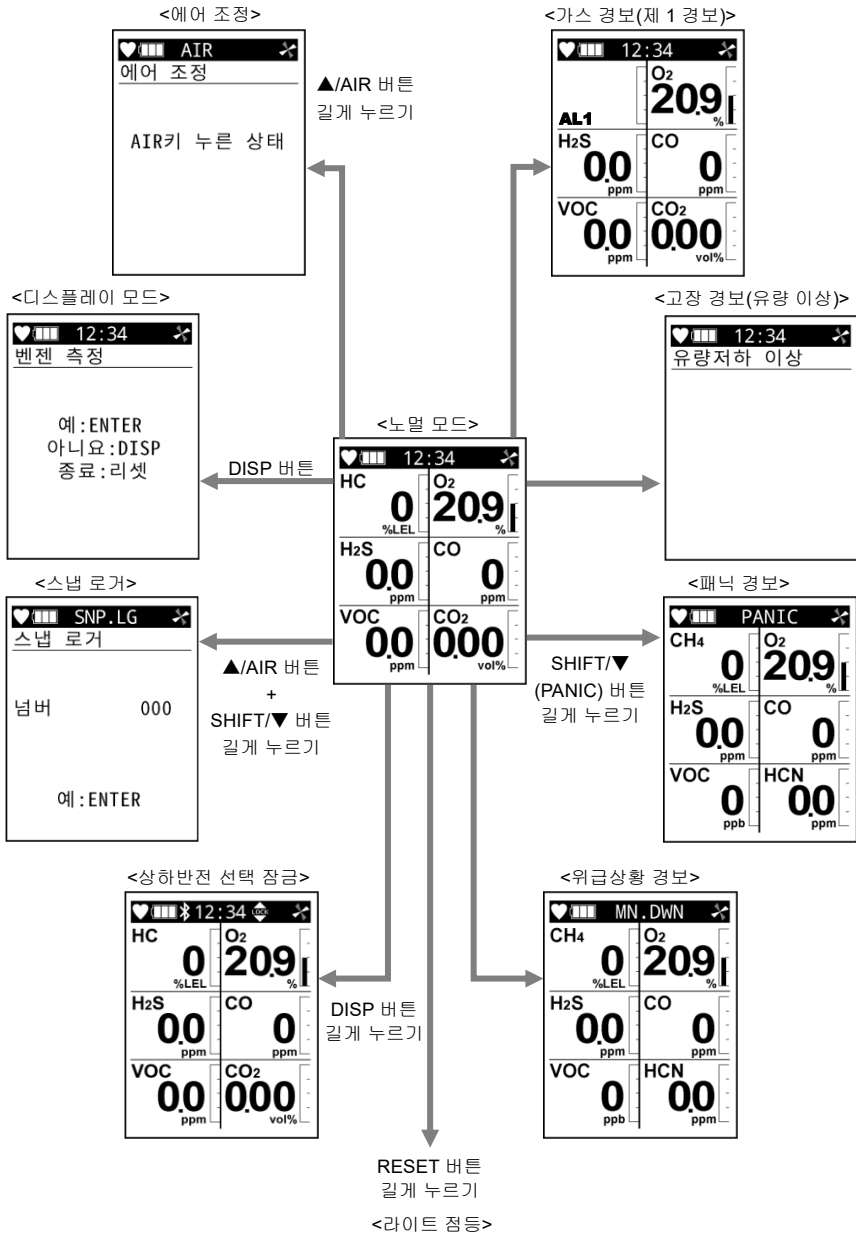 <에어 조정>
AIR
에어 조정
AIR키 누른 상태
▲/AIR 버튼
길게 누르기
<가스 경보(제 1 경보)>
12:34
AL1
O2
20.9
%
H2S
0.0
ppm
CO
0
ppm
VOC
0.0
ppm
CO2
0.00
vol%
<디스플레이 모드>
12:34
벤젠 측정
예:ENTER
아니요:DISP
종료:리셋
DISP 버튼
<고장 경보(유량 이상)>
12:34
유량저하 이상
<노멀 모드>
12:34
HC
0
%LEL
O2
20.9
%
H2S
0.0
ppm
CO
0
ppm
VOC
0.0
ppm
CO2
0.00
vol%
<스냅 로거>
SNP.LG
스냅 로거
넘버 000
예:ENTER
▲/AIR 버튼
+
SHIFT/▼ 버튼
길게 누르기
SHIFT/▼
(PANIC) 버튼
길게 누르기
<패닉 경보>
PANIC
CH4
0
%LEL
O2
20.9
%
H2S
0.0
ppm
CO
0
ppm
VOC
0
ppb
HCN
0.0
ppm
<상하반전 선택 잠금>
12:34 LOCK
HC
0
%LEL
O2
20.9
%
H2S
0.0
ppm
CO
0
ppm
VOC
0.0
ppm
CO2
0.00
vol%
DISP 버튼
길게 누르기
<위급상황 경보>
MN.DWN
CH4
0
%LEL
O2
20.9
%
H2S
0.0
ppm
CO
0
ppm
VOC
0
ppb
HCN
0.0
ppm
RESET 버튼
길게 누르기
<라이트 점등>